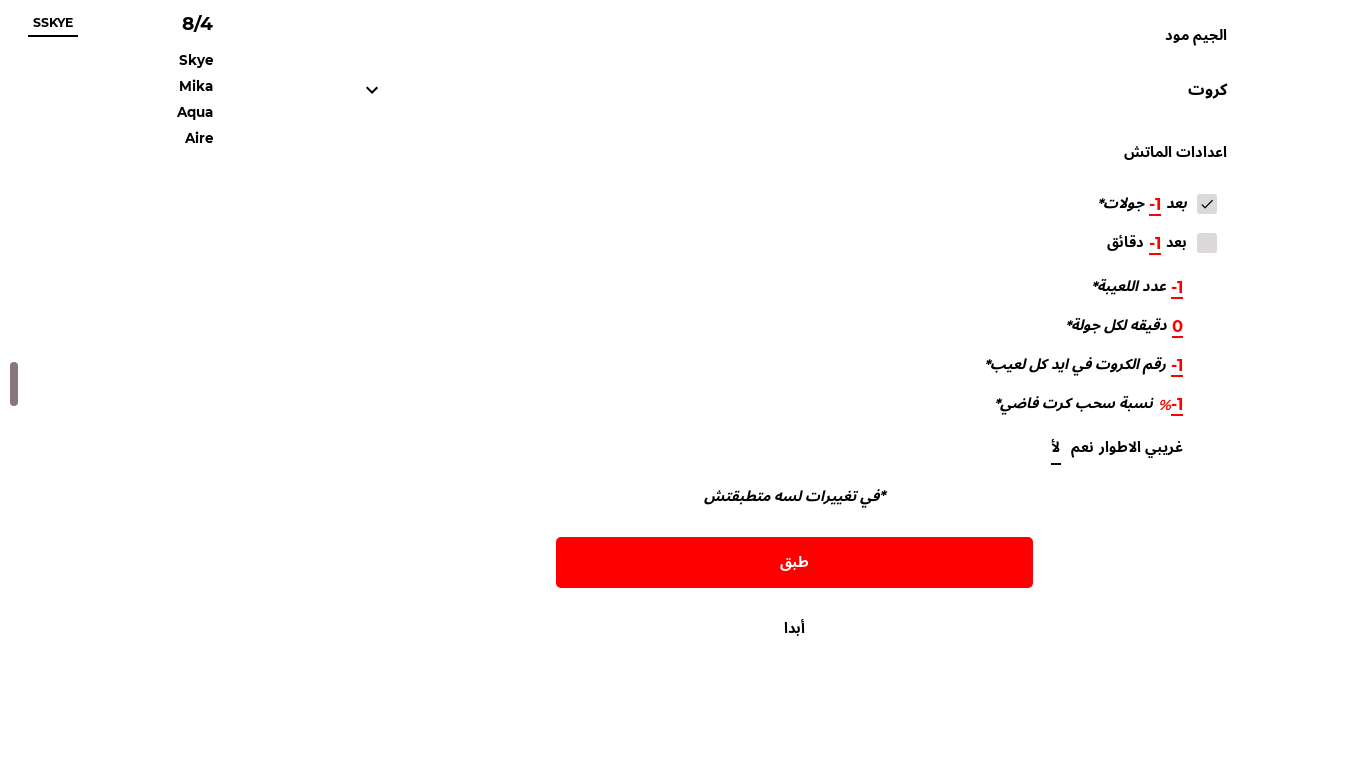 SSKYE
8/4
Skye
Mika
Aqua
Aire
الجيم مود
كروت
اعدادات الماتش
بعد -1 جولات*
بعد -1 دقائق
-1 عدد اللعيبة*
0 دقيقه لكل جولة*
-1 رقم الكروت في ايد كل لعيب*
-1% نسبة سحب كرت فاضي*
غريبي الاطوار نعم لأ
*في تغييرات لسه متطبقتش
طبق
أبدا